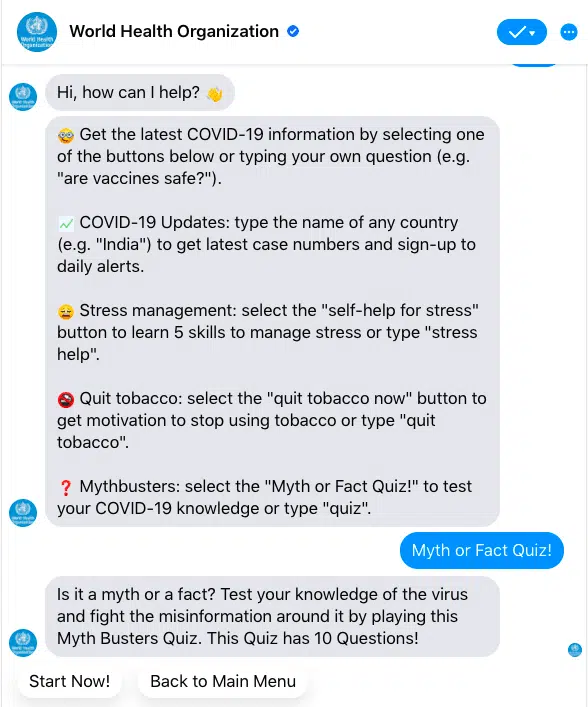 World Health Organization
Hi, how can I help? 👋
🤓 Get the latest COVID-19 information by selecting one
of the buttons below or typing your own question (e.g.
"are vaccines safe?").
📈 COVID-19 Updates: type the name of any country
(e.g. "India") to get latest case numbers and sign-up to
daily alerts.
😩 Stress management: select the "self-help for stress"
button to learn 5 skills to manage stress or type "stress
help".
🚭 Quit tobacco: select the "quit tobacco now" button to
get motivation to stop using tobacco or type "quit
tobacco".
❓ Mythbusters: select the "Myth or Fact Quiz!" to test
your COVID-19 knowledge or type "quiz".
Myth or Fact Quiz!
Is it a myth or a fact? Test your knowledge of the virus
and fight the misinformation around it by playing this
Myth Busters Quiz. This Quiz has 10 Questions!
Start Now!
Back to Main Menu